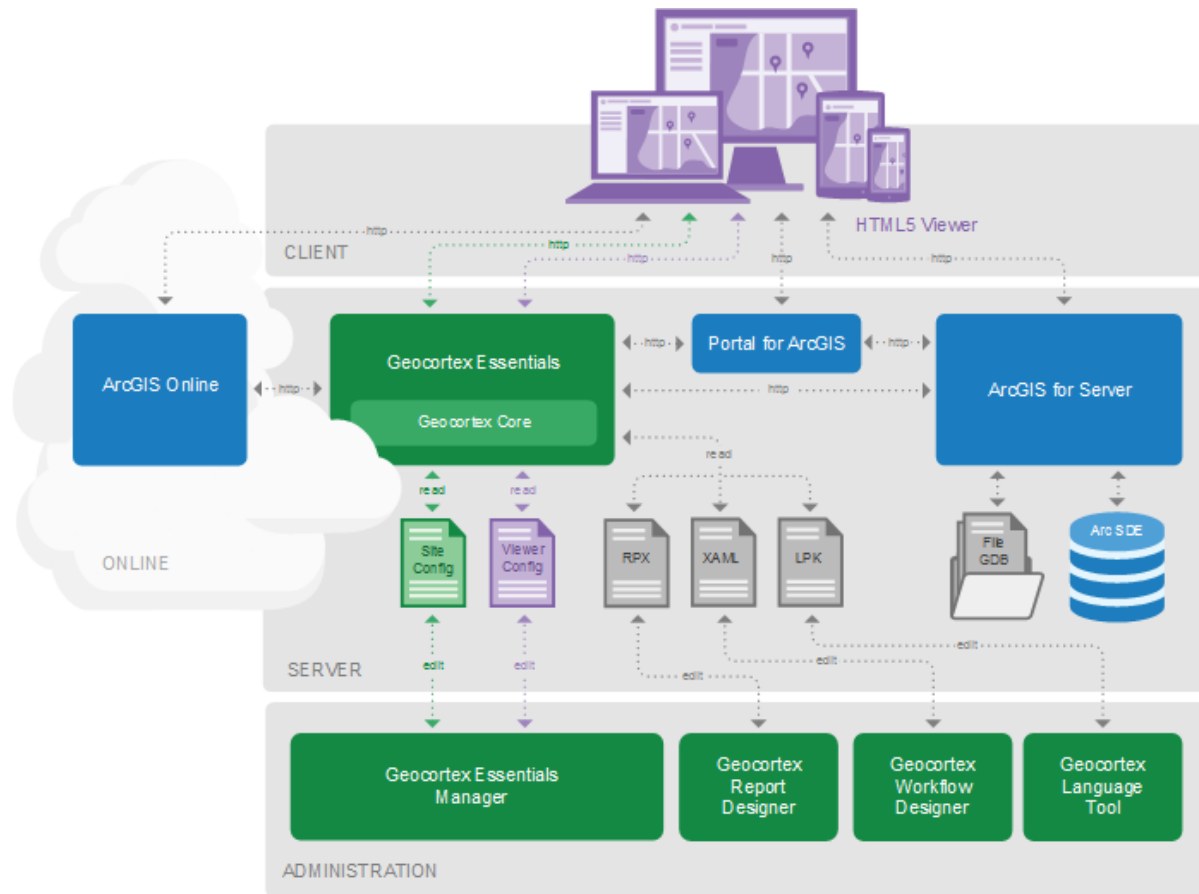 HTML5 Viewer
CLIENT
http
http
http
http
http
ArcGIS Online
http
Geocortex Essentials
Geocortex Core
http
Portal for ArcGIS
http
http
ArcGIS for Server
read
read
read
Site
Config
Viewer
Config
RPX
XAML
LPK
File
GDB
Arc SDE
ONLINE
edit
edit
edit
edit
edit
SERVER
Geocortex Essentials
Manager
Geocortex
Report
Designer
Geocortex
Workflow
Designer
Geocortex
Language
Tool
ADMINISTRATION